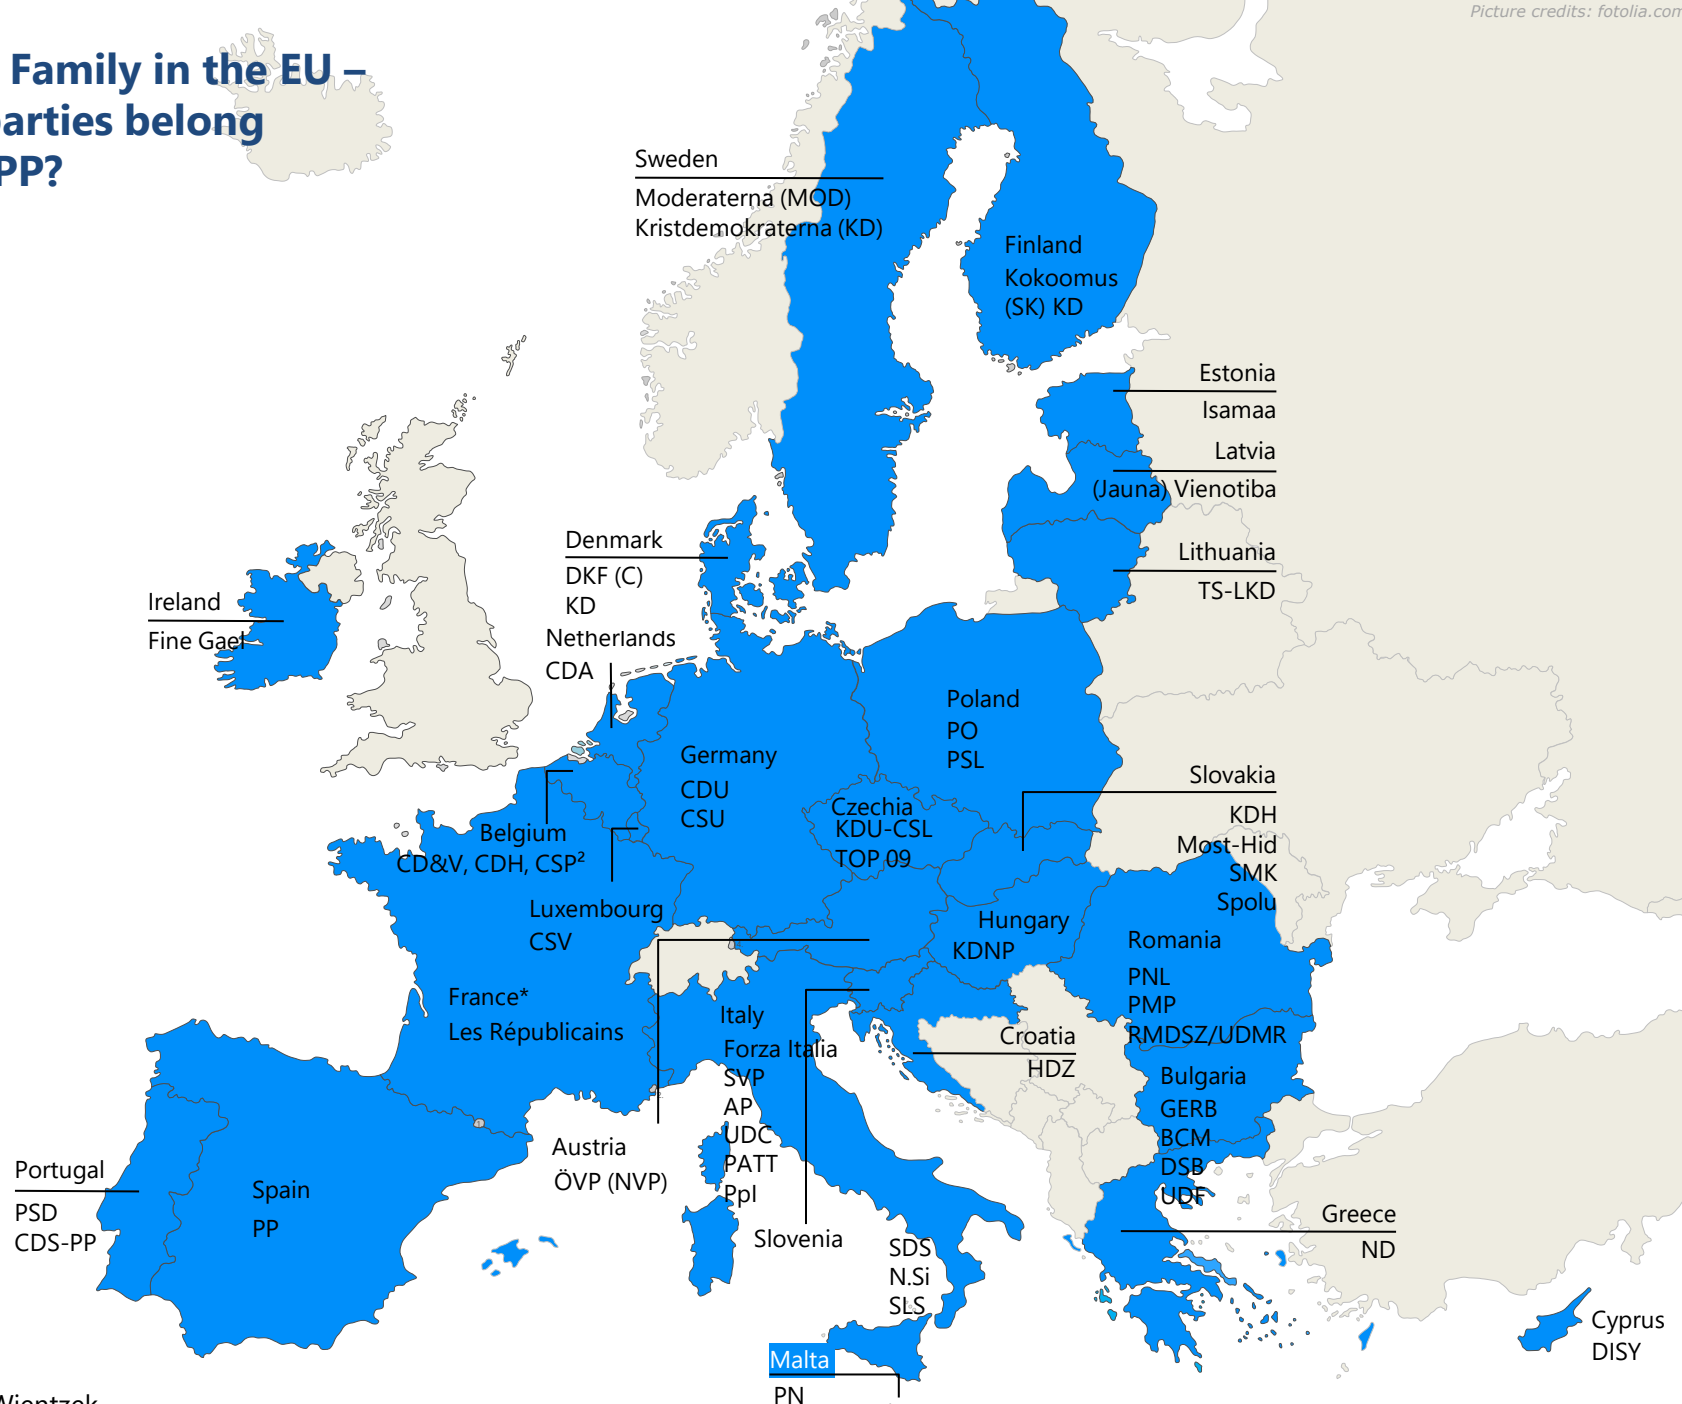 Picture credits: fotolia.com
Family in the EU –
arties belong
PP?
Sweden
Moderaterna (MOD)
Kristdemokraterna (KD)
Finland
Kokoomus
(SK) KD
Estonia
Isamaa
Latvia
(Jauna) Vienotiba
Lithuania
TS-LKD
Denmark
DKF (C)
KD
Ireland
Fine Gael
Netherlands
CDA
Poland
PO
PSL
Germany
CDU
CSU
Slovakia
KDH
Most-Hid
SMK
Spolu
Czechia
KDU-CSL
TOP 09
Belgium
CD&V, CDH, CSP²
Luxembourg
CSV
Hungary
KDNP
Romania
PNL
PMP
RMDSZ/UDMR
France*
Les Républicains
Italy
Forza Italia
SVP
AP
UDC
PATT
PpI
Croatia
HDZ
Bulgaria
GERB
BCM
DSB
UDF
Austria
ÖVP (NVP)
Portugal
PSD
CDS-PP
Spain
PP
Slovenia
SDS
N.Si
SLS
Greece
ND
Cyprus
DISY
Malta
PN
Wientzek